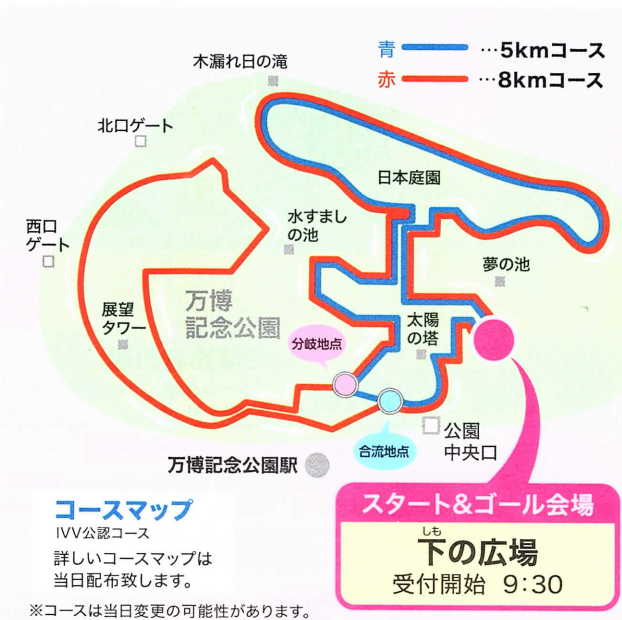 青 …5kmコース
赤 …8kmコース
木漏れ日の滝
北口ゲート
日本庭園
水すまし
の池
西口
ゲート
夢の池
展望
タワー
万博
記念公園
太陽
の塔
分岐地点
合流地点
公園
中央口
万博記念公園駅
スタート&ゴール会場
しも
下の広場
受付開始 9:30
コースマップ
IVV公認コース
詳しいコースマップは
当日配布致します。
※コースは当日変更の可能性があります。